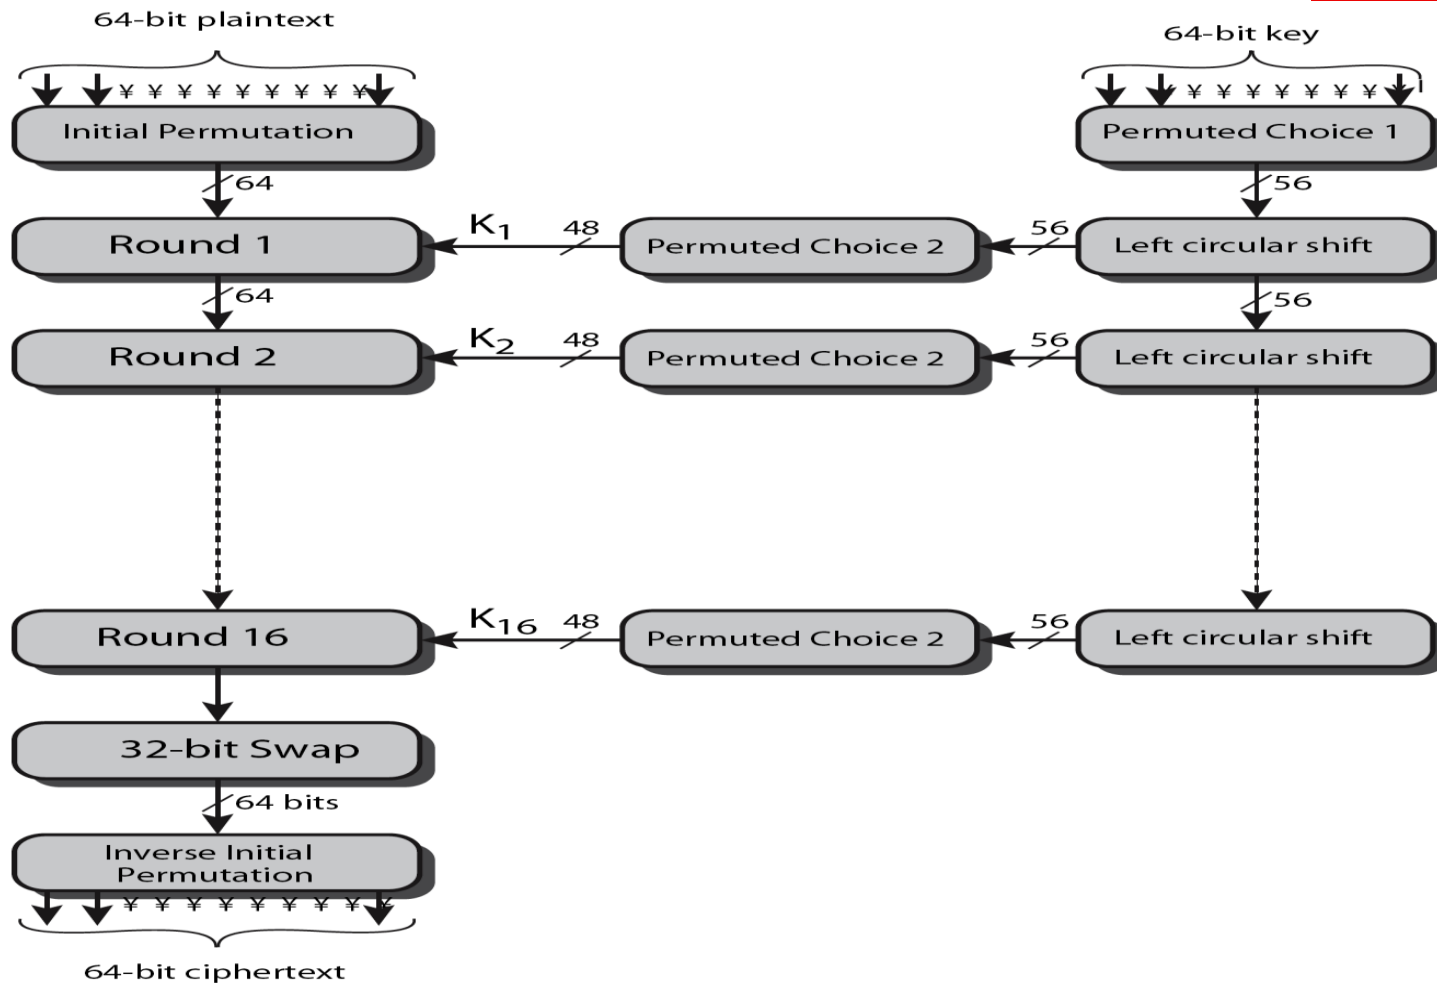 64-bit plaintext
64-bit key
¥ ¥ ¥ ¥ ¥ ¥ ¥ ¥ ¥
¥ ¥ ¥ ¥ ¥ ¥ ¥ ¥ ¥
Initial Permutation
Permuted Choice 1
64
56
Round 1
K1
48
Permuted Choice 2
56
Left circular shift
64
56
Round 2
K2
48
Permuted Choice 2
56
Left circular shift
Round 16
K16
48
Permuted Choice 2
56
Left circular shift
32-bit Swap
64 bits
Inverse Initial
Permutation
¥ ¥ ¥ ¥ ¥ ¥ ¥ ¥ ¥
64-bit ciphertext